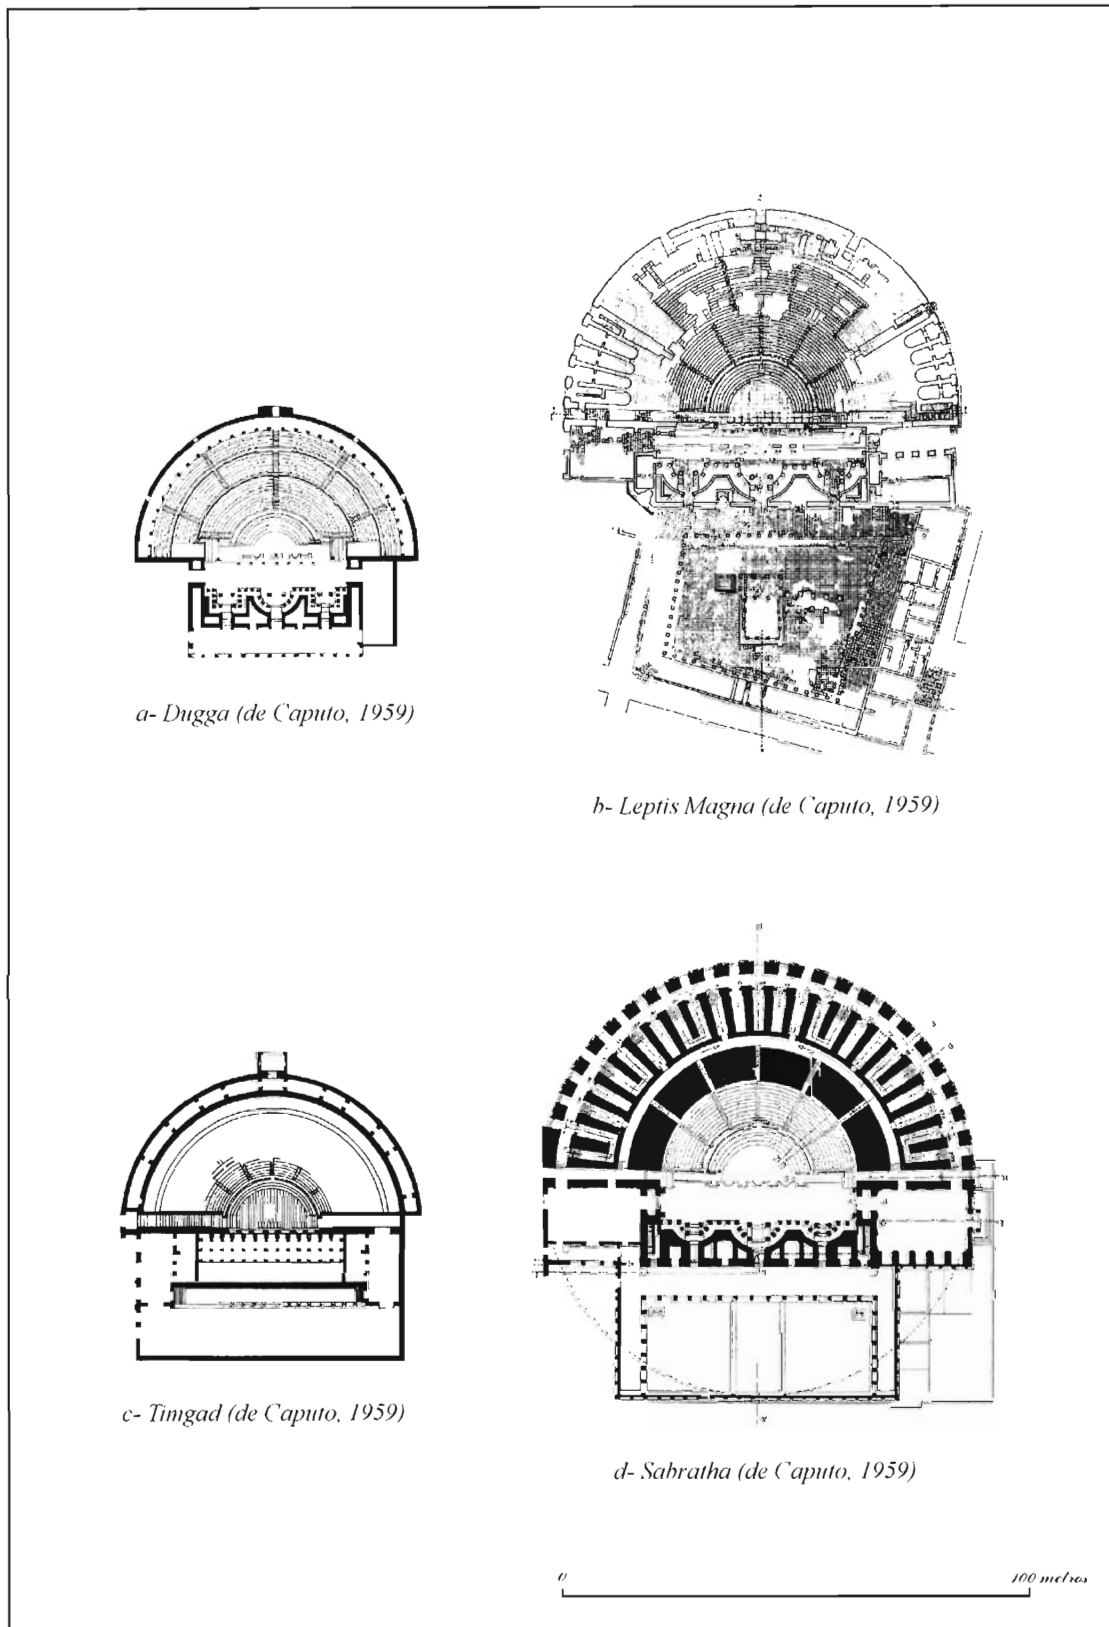 a- Dugga (de Caputo, 1959)
b- Leptis Magna (de Caputo, 1959)
c- Timgad (de Caputo, 1959)
d- Sabratha (de Caputo, 1959)
0 100 metros